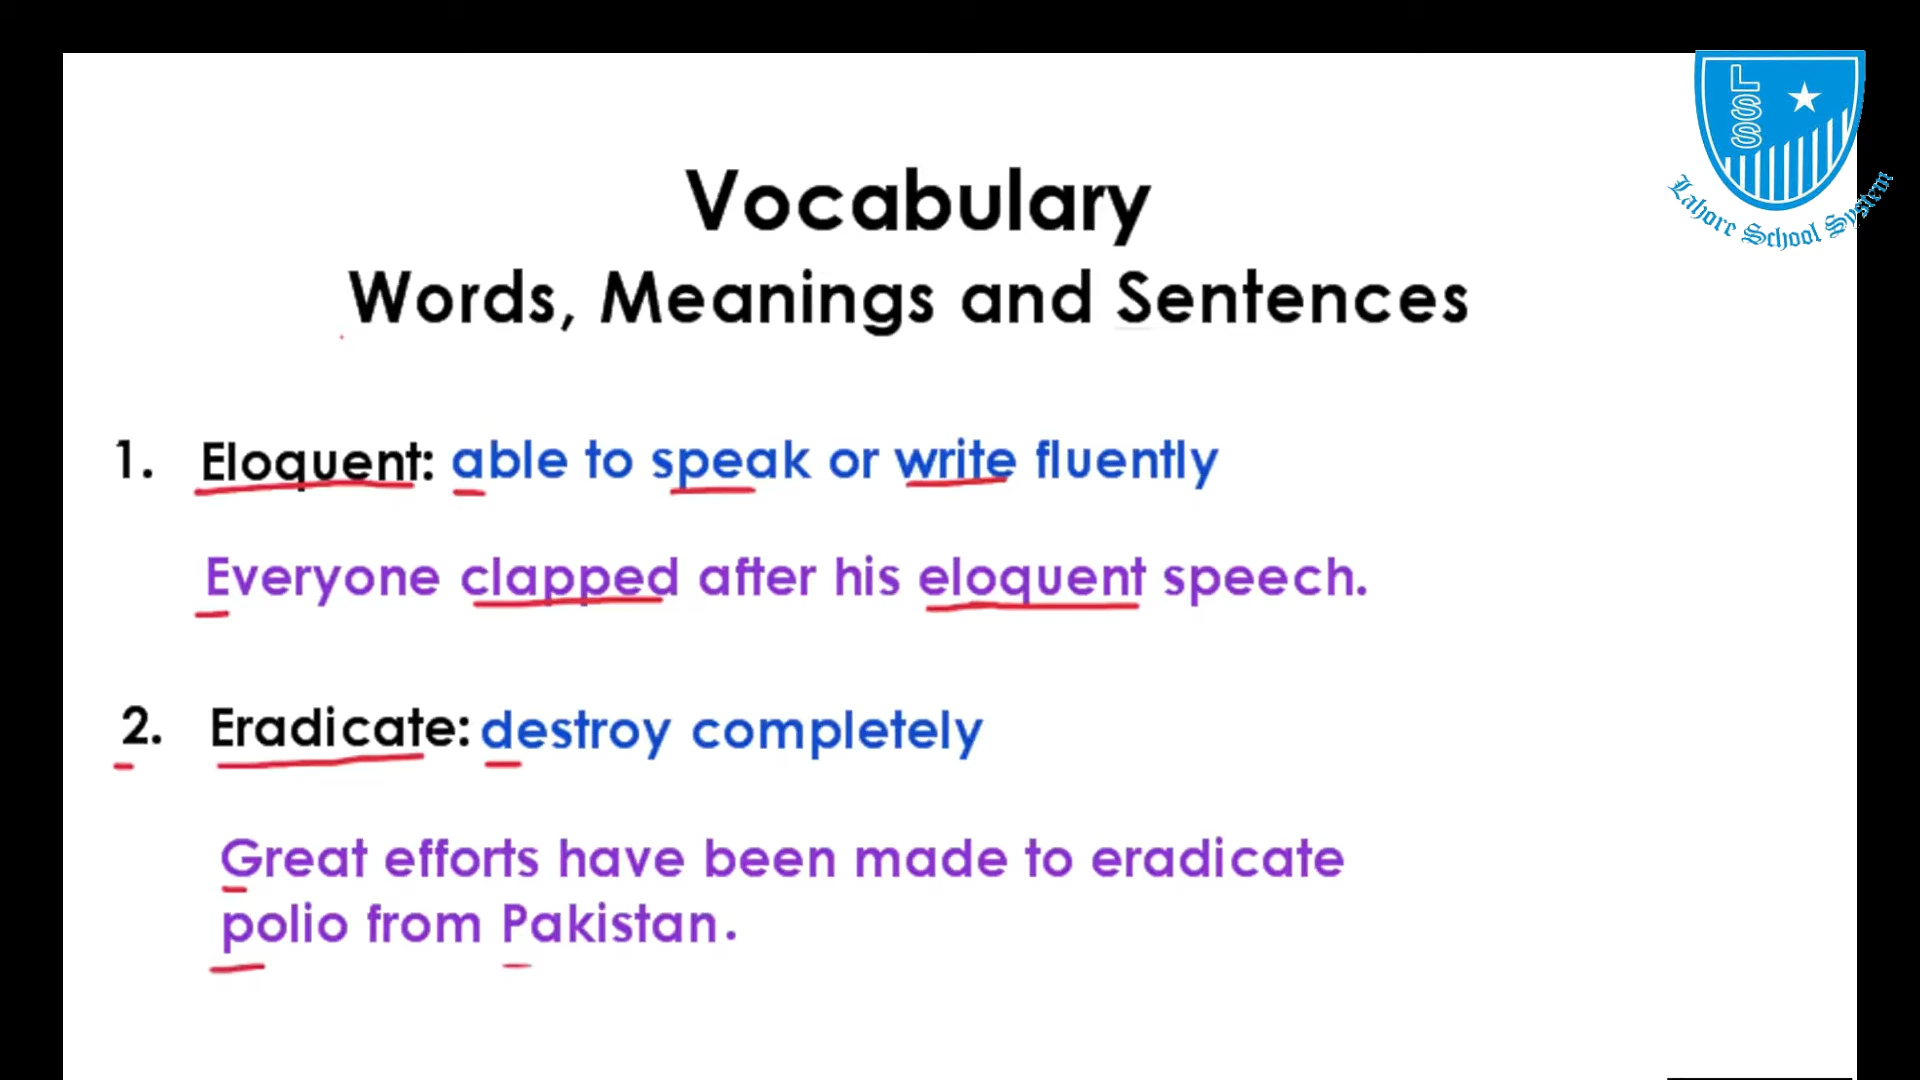 LSS
Lahore School System
Vocabulary
Words, Meanings and Sentences
1. Eloquent: able to speak or write fluently
Everyone clapped after his eloquent speech.
2. Eradicate: destroy completely
Great efforts have been made to eradicate
polio from Pakistan.